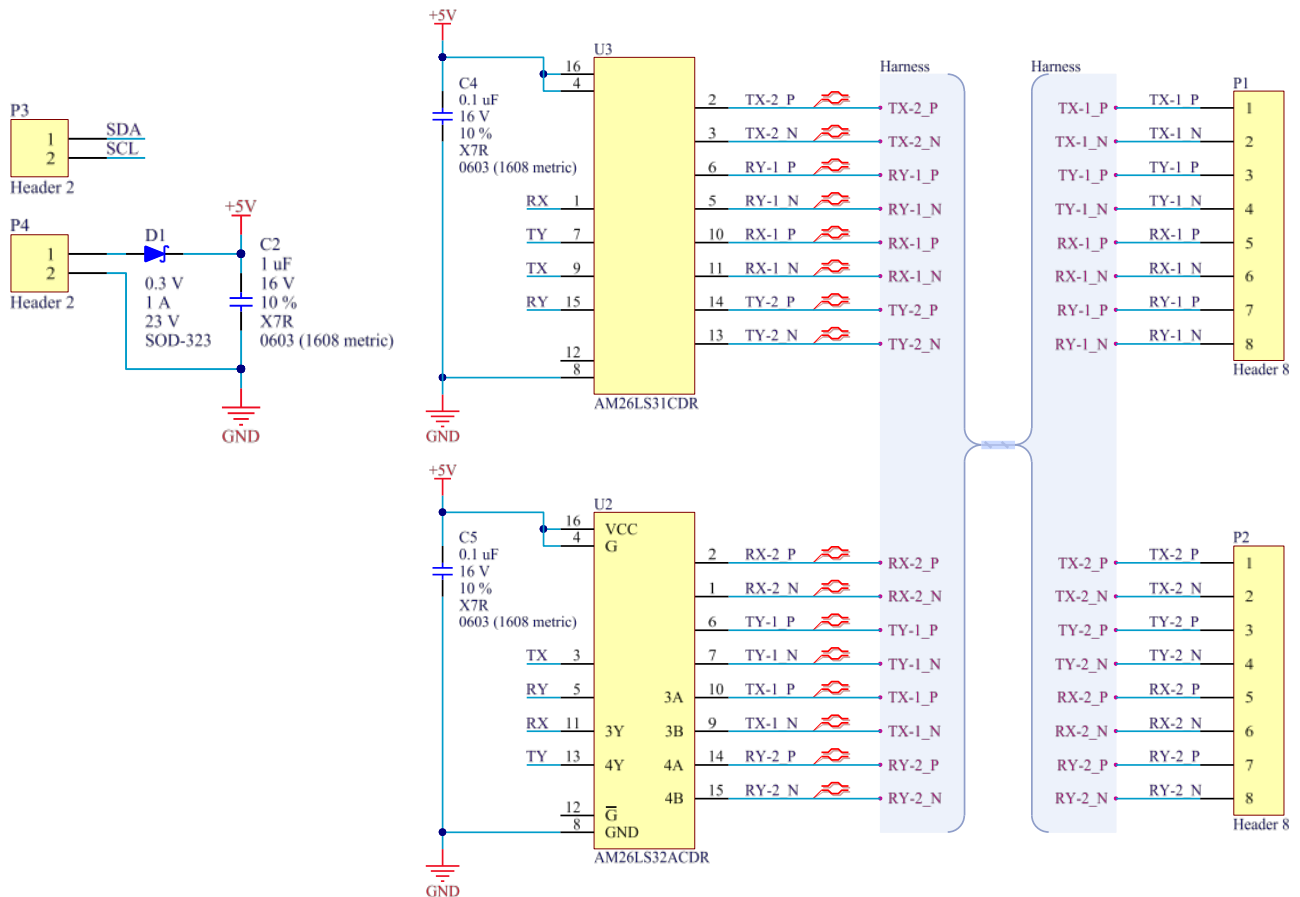 P3
1
2
SDA
SCL
Header 2
P4
1
2
Header 2
D1
0.3 V
1 A
23 V
SOD-323
+5V
C2
1 uF
16 V
10 %
X7R
0603 (1608 metric)
GND
+5V
C4
0.1 uF
16 V
10 %
X7R
0603 (1608 metric)
GND
U3
16
4
RX 1
TY 7
TX 9
RY 15
12
8
2 TX-2_P
3 TX-2_N
6 RY-1_P
5 RY-1_N
10 RX-1_P
11 RX-1_N
14 TY-2_P
13 TY-2_N
AM26LS31CDR
Harness
TX-2_P
TX-2_N
RY-1_P
RY-1_N
RX-1_P
RX-1_N
TY-2_P
TY-2_N
Harness
TX-1_P
TX-1_N
TY-1_P
TY-1_N
RX-1_P
RX-1_N
RY-1_P
RY-1_N
P1
TX-1_P 1
TX-1_N 2
TY-1_P 3
TY-1_N 4
RX-1_P 5
RX-1_N 6
RY-1_P 7
RY-1_N 8
Header 8
+5V
C5
0.1 uF
16 V
10 %
X7R
0603 (1608 metric)
GND
U2
16 VCC
4 G
TX 3
RY 5
RX 11 3Y
TY 13 4Y
12 G
8 GND
2 RX-2_P
1 RX-2_N
6 TY-1_P
7 TY-1_N
3A 10 TX-1_P
3B 9 TX-1_N
4A 14 RY-2_P
4B 15 RY-2_N
AM26LS32ACDR
RX-2_P
RX-2_N
TY-1_P
TY-1_N
TX-1_P
TX-1_N
RY-2_P
RY-2_N
TX-2_P
TX-2_N
TY-2_P
TY-2_N
RX-2_P
RX-2_N
RY-2_P
RY-2_N
P2
TX-2_P 1
TX-2_N 2
TY-2_P 3
TY-2_N 4
RX-2_P 5
RX-2_N 6
RY-2_P 7
RY-2_N 8
Header 8